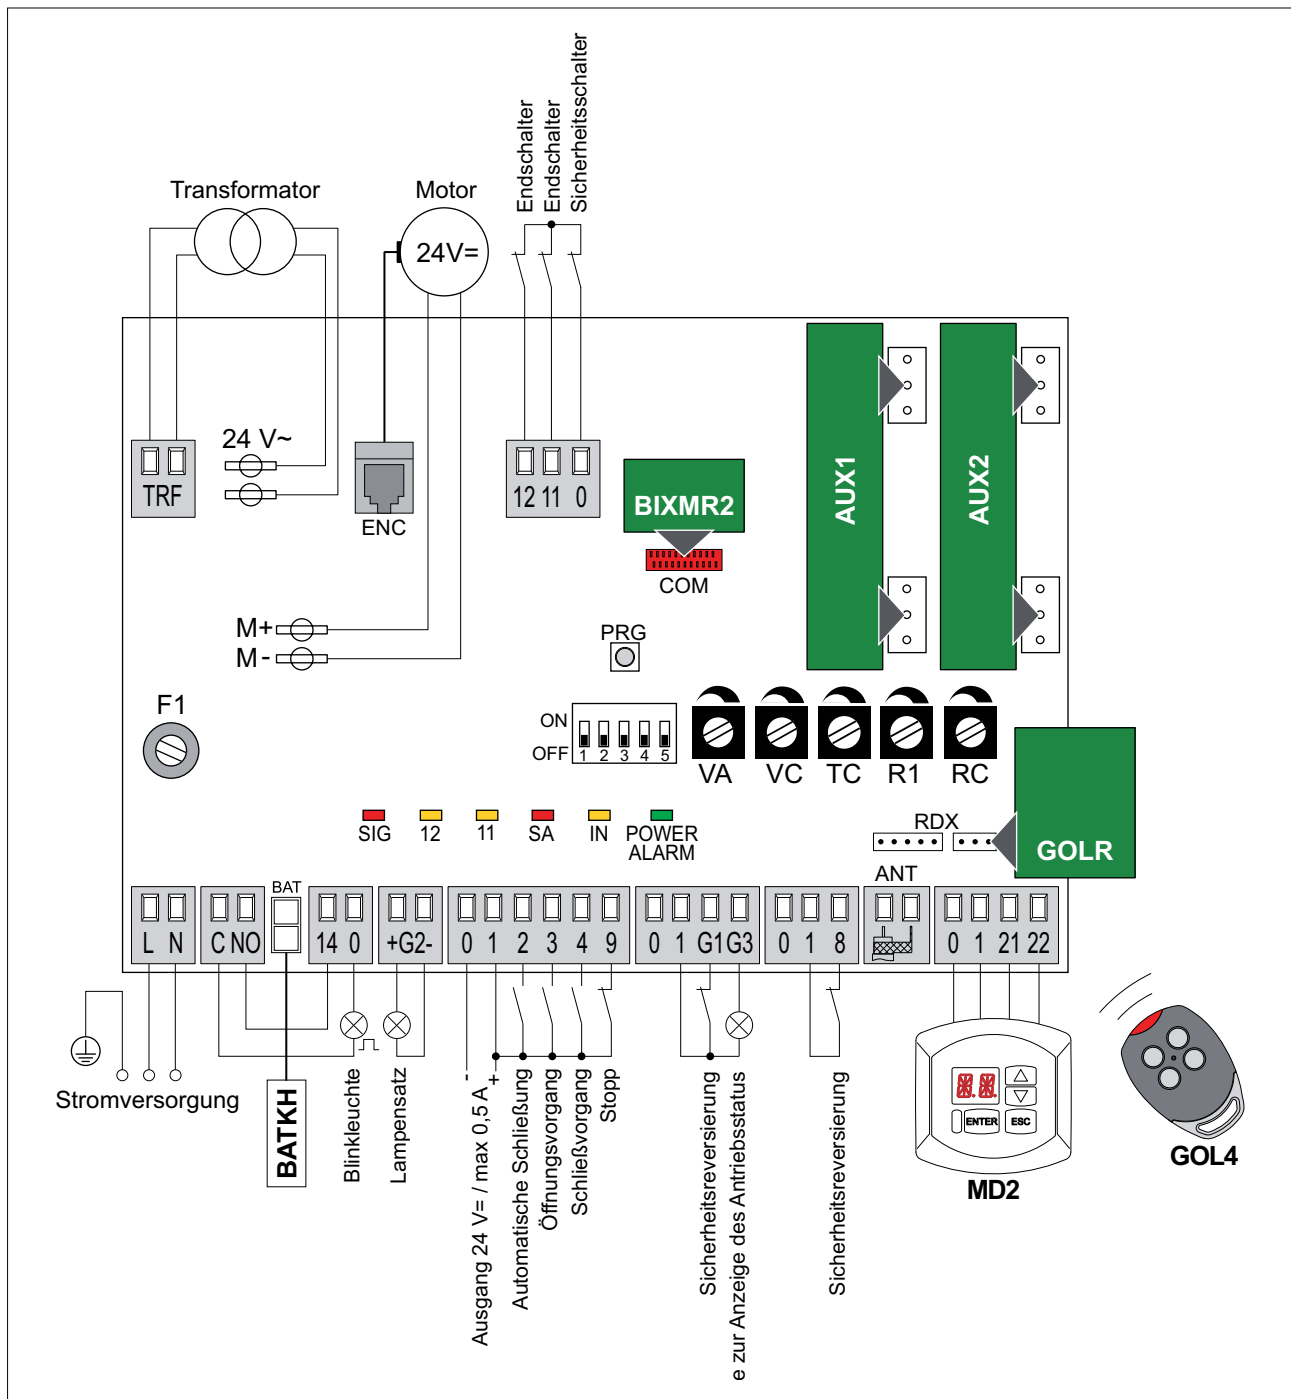 Endschalter
Endschalter
Sicherheitsschalter
Transformator
Motor
24V=
24 V~
TRF
ENC
12 11 0
BIXMR2
COM
AUX1
AUX2
M+
M -
PRG
F1
ON
OFF
1 2 3 4 5
VA
VC
TC
R1
RC
SIG
12
11
SA
IN
POWER
ALARM
RDX
GOLR
BAT
ANT
L N
C NO
14 0
+G2-
0 1 2 3 4 9
0 1 G1 G3
0 1 8
0 1 21 22
Stromversorgung
BATKH
Blinkleuchte
Lampensatz
-
+
Ausgang 24 V= / max 0,5 A
Automatische Schließung
Öffnungsvorgang
Schließvorgang
Stopp
Sicherheitsreversierung
e zur Anzeige des Antriebsstatus
Sicherheitsreversierung
ENTER
ESC
MD2
GOL4